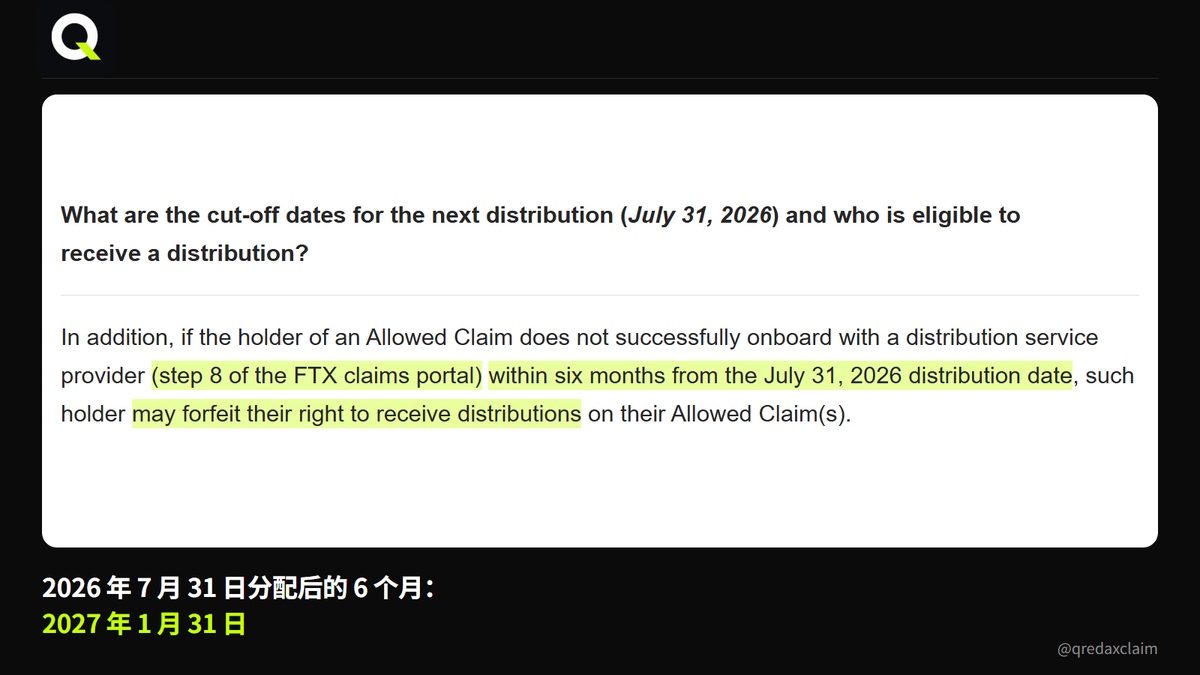 What are the cut-off dates for the next distribution (July 31, 2026) and who is eligible to
receive a distribution?
In addition, if the holder of an Allowed Claim does not successfully onboard with a distribution service
provider (step 8 of the FTX claims portal) within six months from the July 31, 2026 distribution date, such
holder may forfeit their right to receive distributions on their Allowed Claim(s).
2026 年 7 月 31 日分配后的 6 个月：
2027 年 1 月 31 日
@qredaxclaim